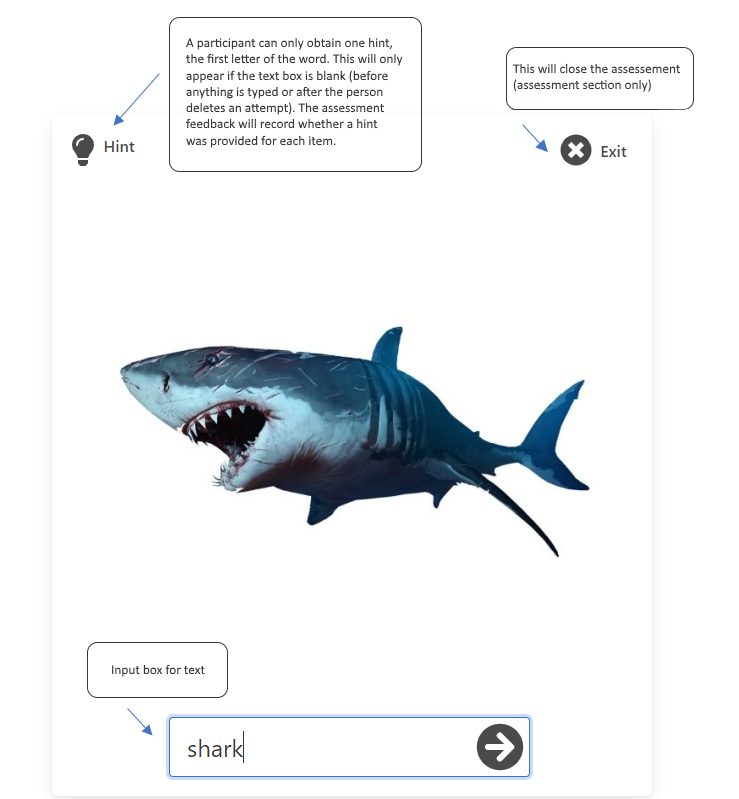 A participant can only obtain one hint,
the first letter of the word. This will only
appear if the text box is blank (before
anything is typed or after the person
deletes an attempt). The assessment
feedback will record whether a hint
was provided for each item.
This will close the assessement
(assessment section only)
Hint
Exit
Input box for text
shark